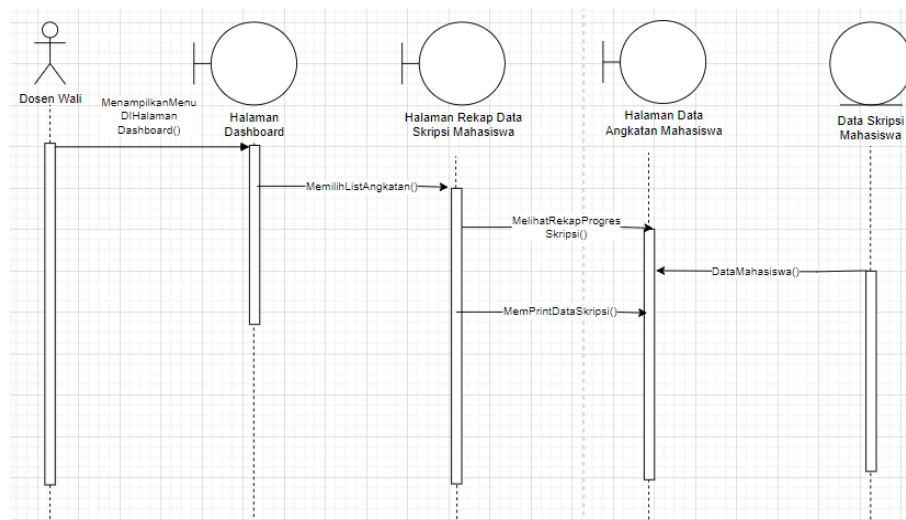 Dosen Wali
Halaman
Dashboard
Halaman Rekap Data
Skripsi Mahasiswa
Halaman Data
Angkatan Mahasiswa
Data Skripsi
Mahasiswa
MenampilkanMenu
DIHalaman
Dashboard()
MemilihListAngkatan()
MelihatRekapProgres
Skripsi()
DataMahasiswa()
MemPrintDataSkripsi()